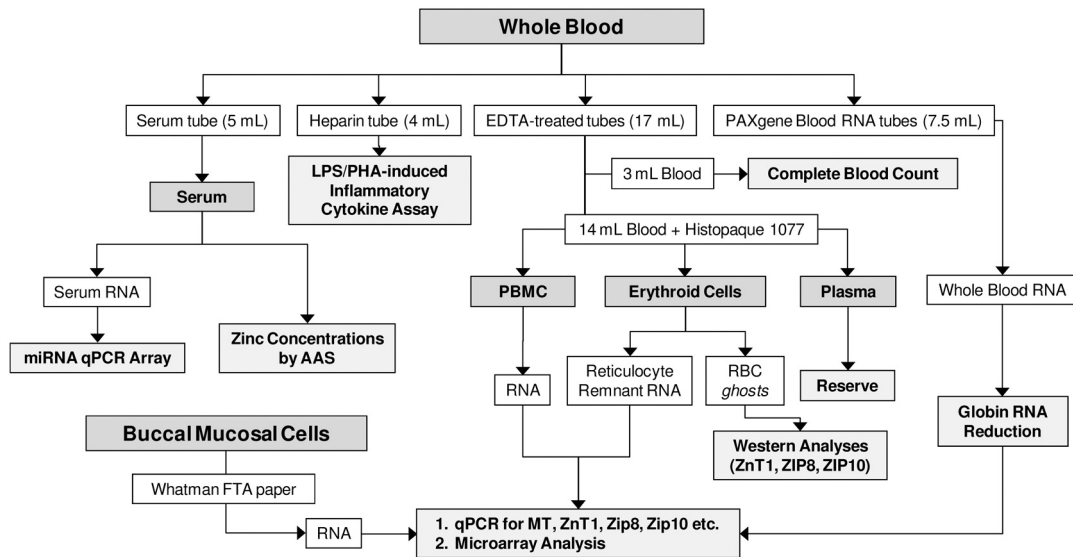 Whole Blood
Serum tube (5 mL)
Heparin tube (4 mL)
EDTA-treated tubes (17 mL)
PAXgene Blood RNA tubes (7.5 mL)
LPS/PHA-induced
Inflammatory
Cytokine Assay
3 mL Blood
Complete Blood Count
Serum
14 mL Blood + Histopaque 1077
Serum RNA
PBMC
Erythroid Cells
Plasma
Whole Blood RNA
miRNA qPCR Array
Zinc Concentrations
by AAS
RNA
Reticulocyte
Remnant RNA
RBC
ghosts
Reserve
Globin RNA
Reduction
Buccal Mucosal Cells
Western Analyses
(ZnT1, ZIP8, ZIP10)
Whatman FTA paper
RNA
1. qPCR for MT, ZnT1, Zip8, Zip10 etc.
2. Microarray Analysis